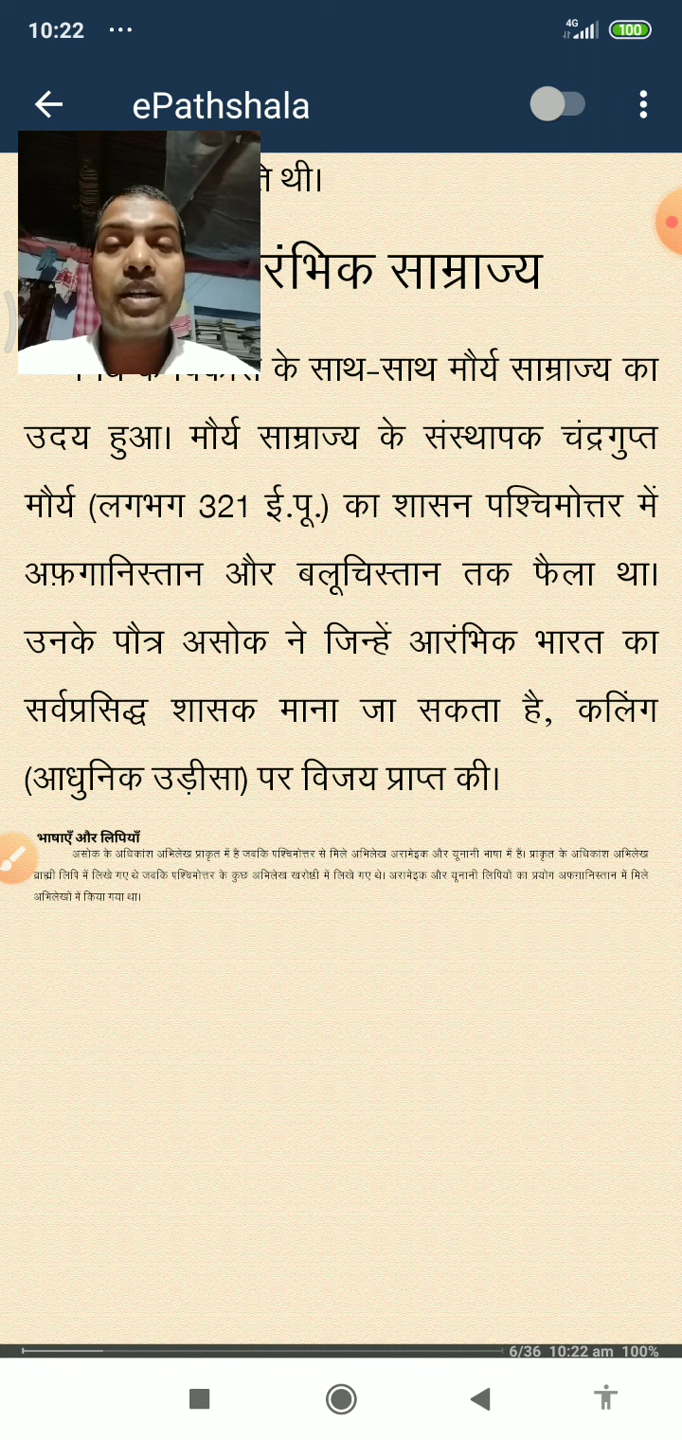 10:22 ... 4G 100
ePathshala
थी।
रंभिक साम्राज्य
के साथ-साथ मौर्य साम्राज्य का
उदय हुआ। मौर्य साम्राज्य के संस्थापक चंद्रगुप्त
मौर्य (लगभग 321 ई.पू.) का शासन पश्चिमोत्तर में
अफ़गानिस्तान और बलूचिस्तान तक फैला था।
उनके पौत्र असोक ने जिन्हें आरंभिक भारत का
सर्वप्रसिद्ध शासक माना जा सकता है, कलिंग
(आधुनिक उड़ीसा) पर विजय प्राप्त की।
भाषाएँ और लिपियाँ
असोक के अधिकांश अभिलेख प्राकृत में हैं जबकि पश्चिमोत्तर से मिले अभिलेख अरामेइक और यूनानी भाषा में हैं। प्राकृत के अधिकांश अभिलेख
ब्राह्मी लिपि में लिखे गए थे जबकि पश्चिमोत्तर के कुछ अभिलेख खरोष्ठी में लिखे गए थे। अरामेइक और यूनानी लिपियों का प्रयोग अफगानिस्तान में मिले
अभिलेखों में किया गया था।
6/36 10:22 am 100%